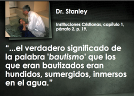 Dr. Stanley
Instituciones Cristianas, capítulo 1,
párrafo 2, p. 17.
"...el verdadero significado de
la palabra 'bautismo' que los
que eran bautizados eran
hundidos, sumergidos, inmersos
en el agua."